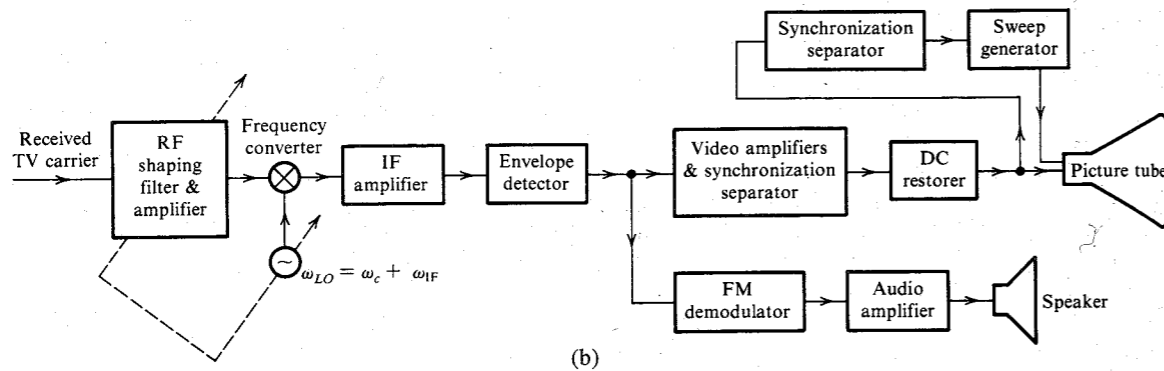 Synchronization
separator
Sweep
generator
Received
TV carrier
RF
shaping
filter &
amplifier
Frequency
converter
IF
amplifier
Envelope
detector
Video amplifiers
& synchronization
separator
DC
restorer
Picture tube
~
ω_LO = ω_c + ω_IF
FM
demodulator
Audio
amplifier
Speaker
(b)